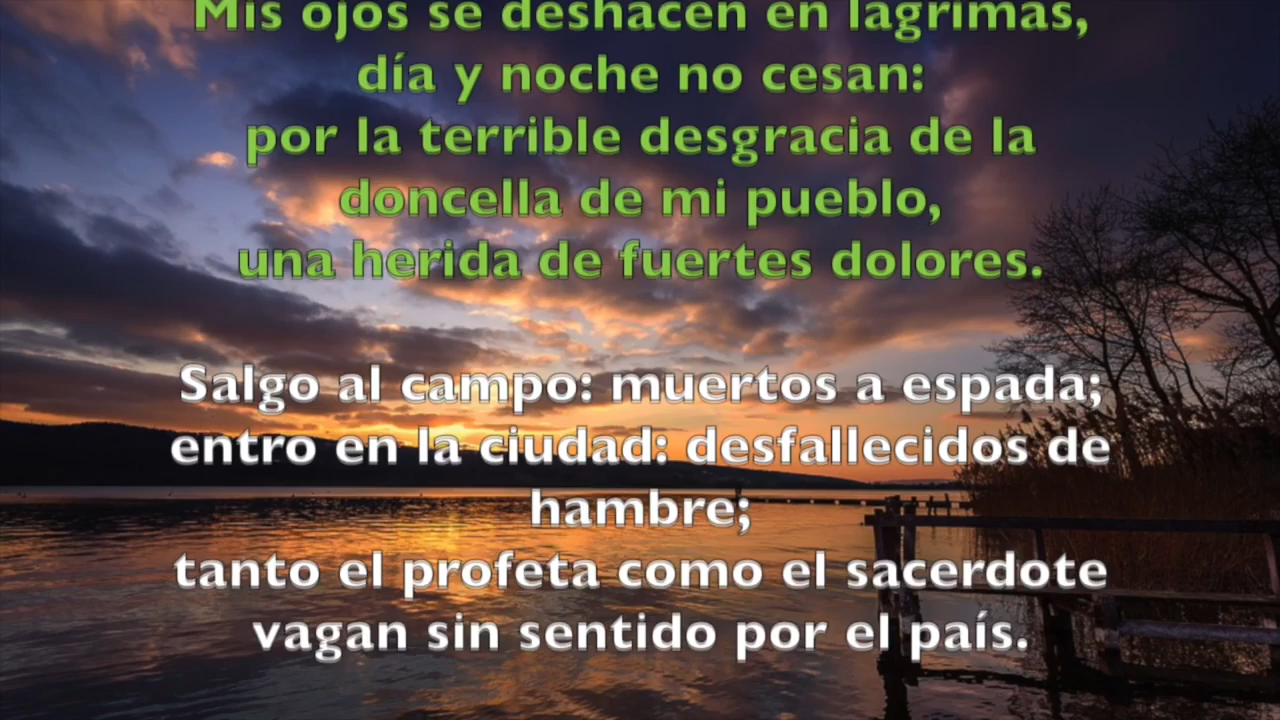 Mis ojos se deshacen en lágrimas,
día y noche no cesan:
por la terrible desgracia de la
doncella de mi pueblo,
una herida de fuertes dolores.
Salgo al campo: muertos a espada;
entro en la ciudad: desfallecidos de
hambre;
tanto el profeta como el sacerdote
vagan sin sentido por el país.